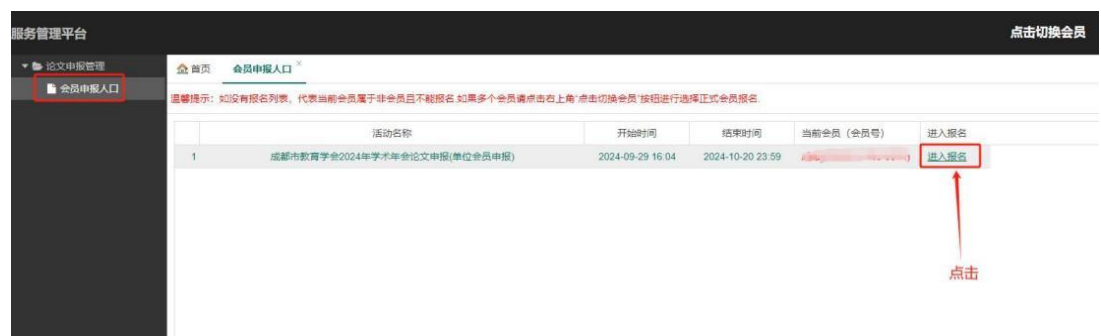 服务管理平台
点击切换会员
论文申报管理
会员申报入口
首页 会员申报入口 ×
温馨提示：如没有报名列表，代表当前会员属于非会员且不能报名.如果多个会员请点击右上角“点击切换会员”按钮进行选择正式会员报名.
活动名称 开始时间 结束时间 当前会员（会员号） 进入报名
1 成都市教育学会2024年学术年会论文申报(单位会员申报) 2024-09-29 16:04 2024-10-20 23:59 进入报名
点击